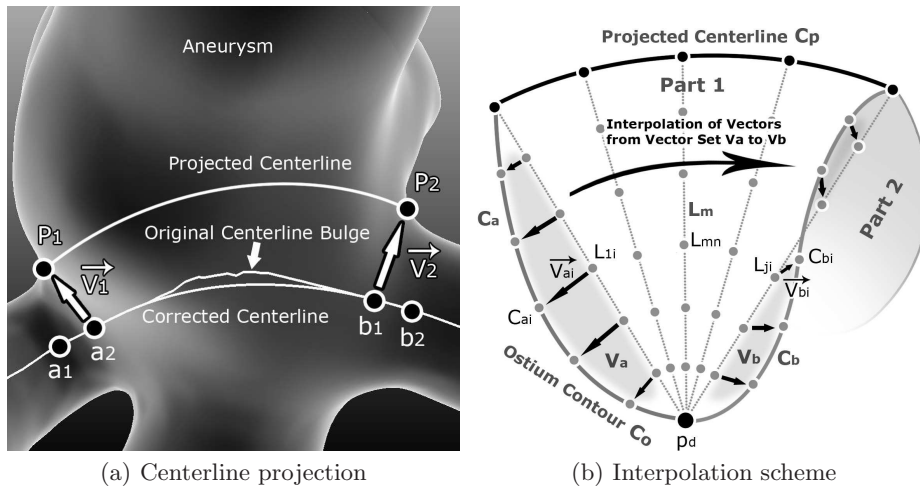 Aneurysm
Projected Centerline
P1
P2
Original Centerline Bulge
V1
V2
Corrected Centerline
a1
a2
b1
b2
(a) Centerline projection
Projected Centerline Cp
Part 1
Interpolation of Vectors
from Vector Set Va to Vb
Part 2
Ca
Lm
Lmn
L1i
Vai
Cai
Lji
Cbi
Vbi
Va
Vb
Cb
Ostium Contour Co
pd
(b) Interpolation scheme